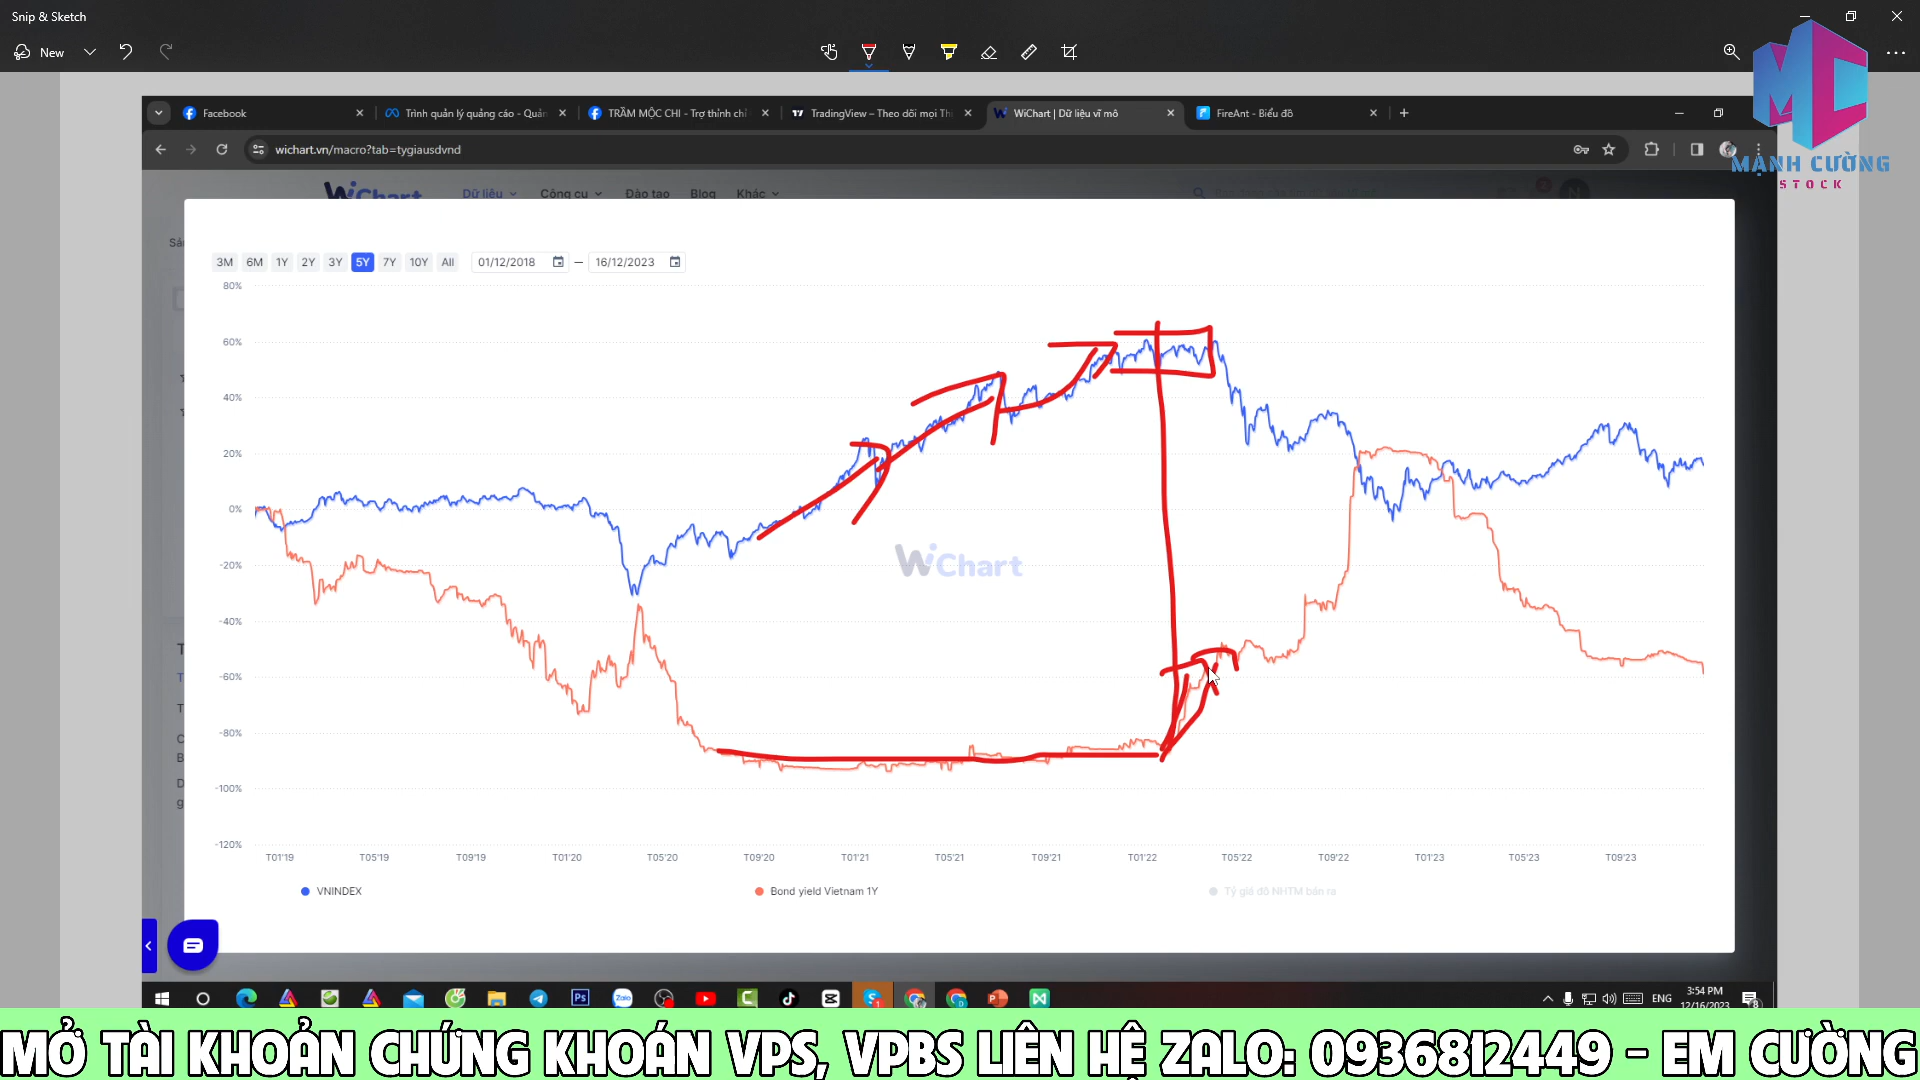 Snip & Sketch
New
MẠNH CƯỜNG
STOCK
Facebook
Trình quản lý quảng cáo - Quản
TRẦM MỘC CHI - Trợ thính chí
TradingView – Theo dõi mọi Th
WiChart | Dữ liệu vĩ mô
FireAnt - Biểu đồ
wichart.vn/macro?tab=tygiausdvnd
WiChart
Dữ liệu
Công cụ
Đào tạo
Blog
Khác
3M 6M 1Y 2Y 3Y 5Y 7Y 10Y All 01/12/2018 – 16/12/2023
80%
60%
40%
20%
0%
-20%
-40%
-60%
-80%
-100%
-120%
WiChart
T01'19 T05'19 T09'19 T01'20 T05'20 T09'20 T01'21 T05'21 T09'21 T01'22 T05'22 T09'22 T01'23 T05'23 T09'23
VNINDEX
Bond yield Vietnam 1Y
Tỷ giá đô NHTM bán ra
ENG
3:54 PM
12/16/2023
MỞ TÀI KHOẢN CHỨNG KHOÁN VPS, VPBS LIÊN HỆ ZALO: 0936812449 - EM CƯỜNG